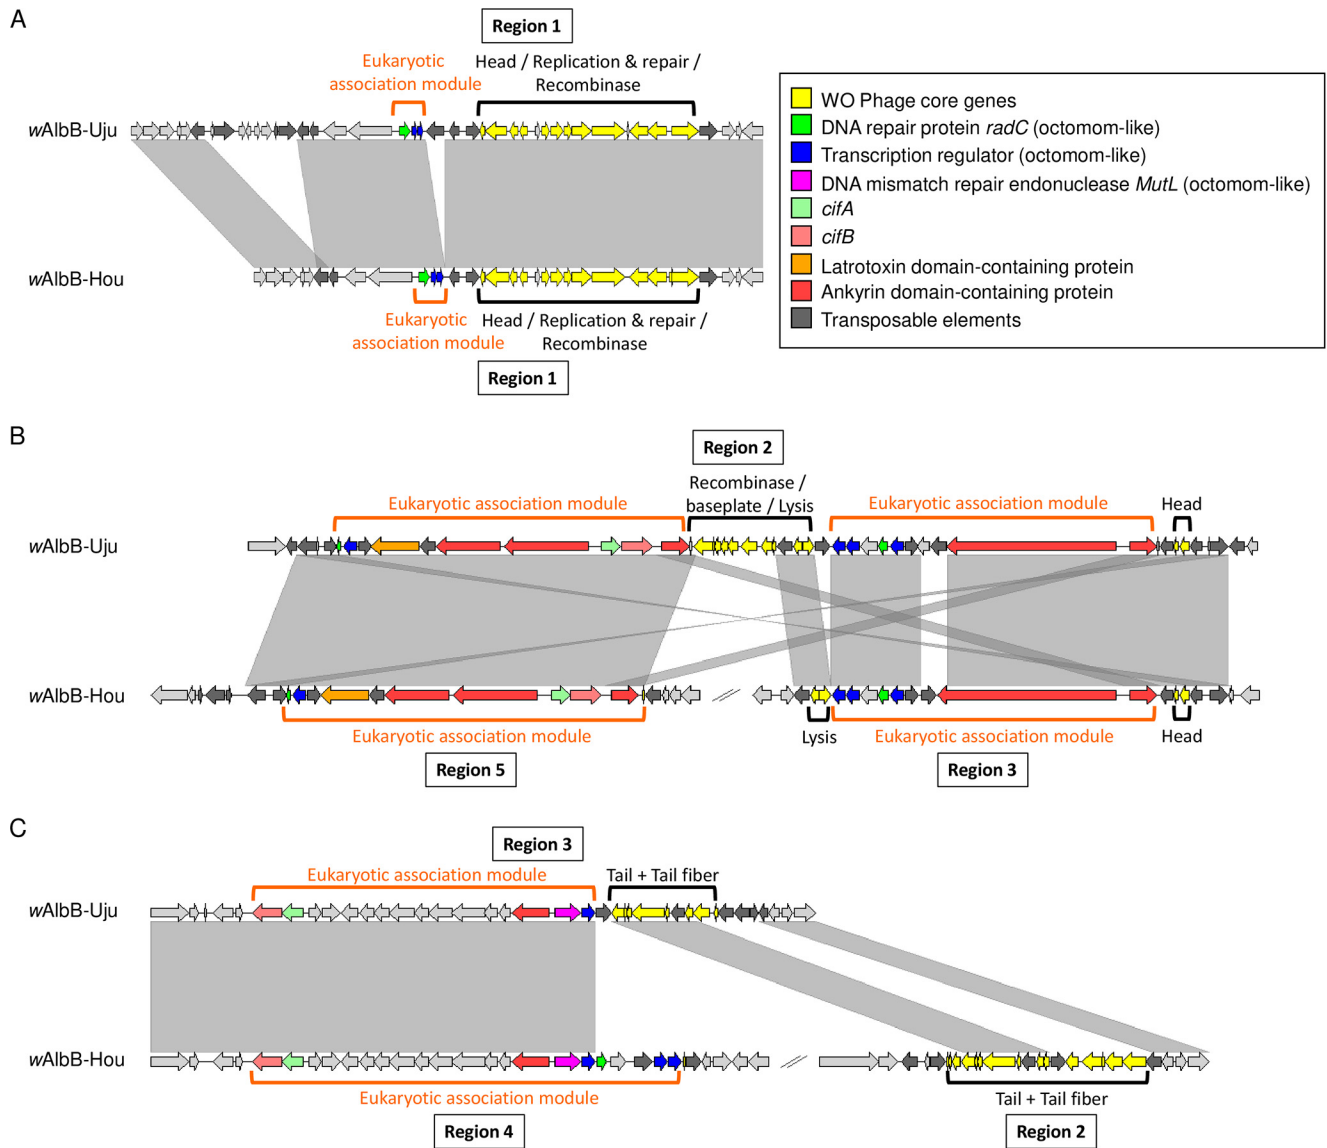 A
Region 1
Eukaryotic
association module
Head / Replication & repair /
Recombinase
wAlbB-Uju
wAlbB-Hou
Eukaryotic
association module
Head / Replication & repair /
Recombinase
Region 1
WO Phage core genes
DNA repair protein radC (octomom-like)
Transcription regulator (octomom-like)
DNA mismatch repair endonuclease MutL (octomom-like)
cifA
cifB
Latrotoxin domain-containing protein
Ankyrin domain-containing protein
Transposable elements
B
Region 2
Eukaryotic association module
Recombinase /
baseplate / Lysis
Eukaryotic association module
Head
wAlbB-Uju
wAlbB-Hou
Eukaryotic association module
Lysis
Eukaryotic association module
Head
Region 5
Region 3
C
Region 3
Eukaryotic association module
Tail + Tail fiber
wAlbB-Uju
wAlbB-Hou
Eukaryotic association module
Tail + Tail fiber
Region 4
Region 2